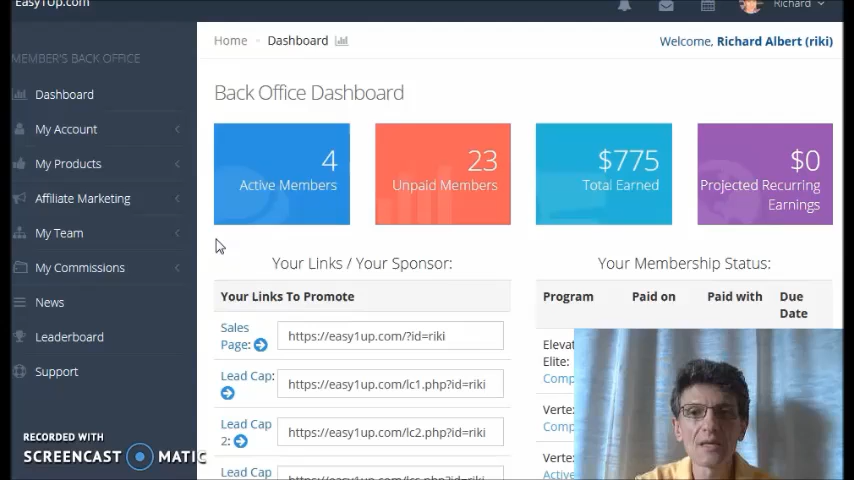 Easy1Up.com
Richard
MEMBER'S BACK OFFICE
Dashboard
My Account
My Products
Affiliate Marketing
My Team
My Commissions
News
Leaderboard
Support
RECORDED WITH
SCREENCAST MATIC
Home - Dashboard
Welcome, Richard Albert (riki)
Back Office Dashboard
4
Active Members
23
Unpaid Members
$775
Total Earned
$0
Projected Recurring
Earnings
Your Links / Your Sponsor:
Your Links To Promote
Sales
Page:
https://easy1up.com/?id=riki
Lead Cap:
https://easy1up.com/lc1.php?id=riki
Lead Cap
2:
https://easy1up.com/lc2.php?id=riki
Lead Cap
Your Membership Status:
Program Paid on Paid with Due
Date
Elite: